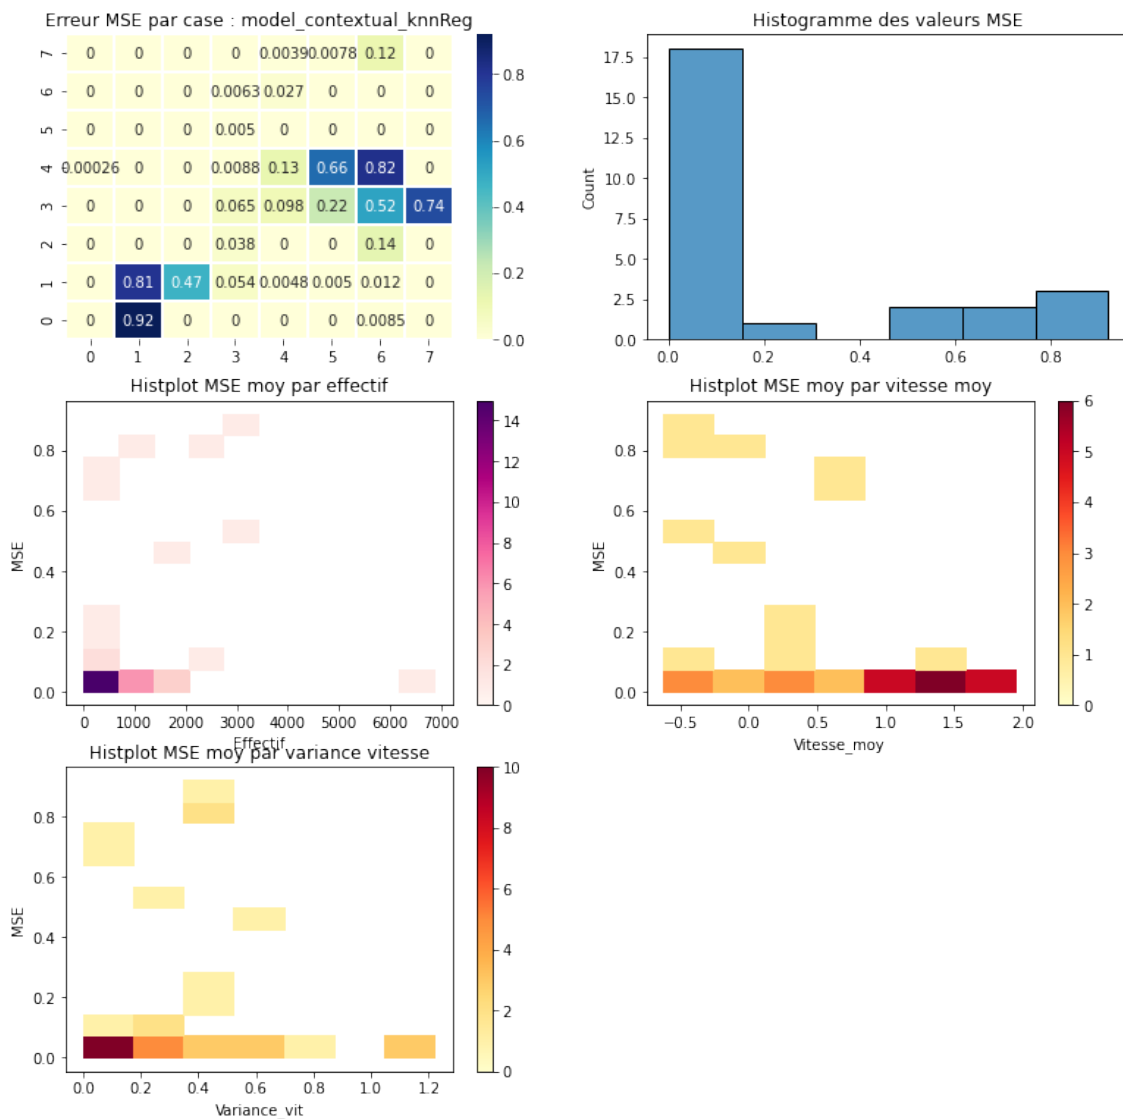 Erreur MSE par case : model_contextual_knnReg
7 0 0 0 0 0.0039 0.0078 0.12 0
6 0 0 0 0.0063 0.027 0 0 0
5 0 0 0 0.005 0 0 0 0
4 0.00026 0 0 0.0088 0.13 0.66 0.82 0
3 0 0 0 0.065 0.098 0.22 0.52 0.74
2 0 0 0 0.038 0 0 0.14 0
1 0 0.81 0.47 0.054 0.0048 0.005 0.012 0
0 0 0.92 0 0 0 0 0.0085 0
0 1 2 3 4 5 6 7
0.8
0.6
0.4
0.2
0.0
Histogramme des valeurs MSE
Count
17.5
15.0
12.5
10.0
7.5
5.0
2.5
0.0
0.0 0.2 0.4 0.6 0.8
Histplot MSE moy par effectif
MSE
0.8
0.6
0.4
0.2
0.0
0 1000 2000 3000 4000 5000 6000 7000
Effectif
14
12
10
8
6
4
2
0
Histplot MSE moy par vitesse moy
MSE
0.8
0.6
0.4
0.2
0.0
−0.5 0.0 0.5 1.0 1.5 2.0
Vitesse_moy
6
5
4
3
2
1
0
Histplot MSE moy par variance vitesse
MSE
0.8
0.6
0.4
0.2
0.0
0.0 0.2 0.4 0.6 0.8 1.0 1.2
Variance_vit
10
8
6
4
2
0